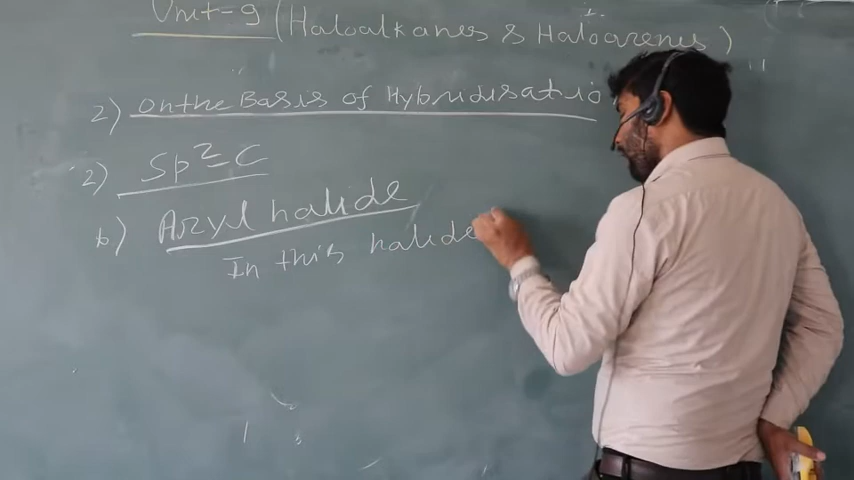 Unit-9 (Haloalkanes & Haloarenes)
2) On the Basis of Hybridisatio
2) Sp²-C
b) Aryl halide
In this halide